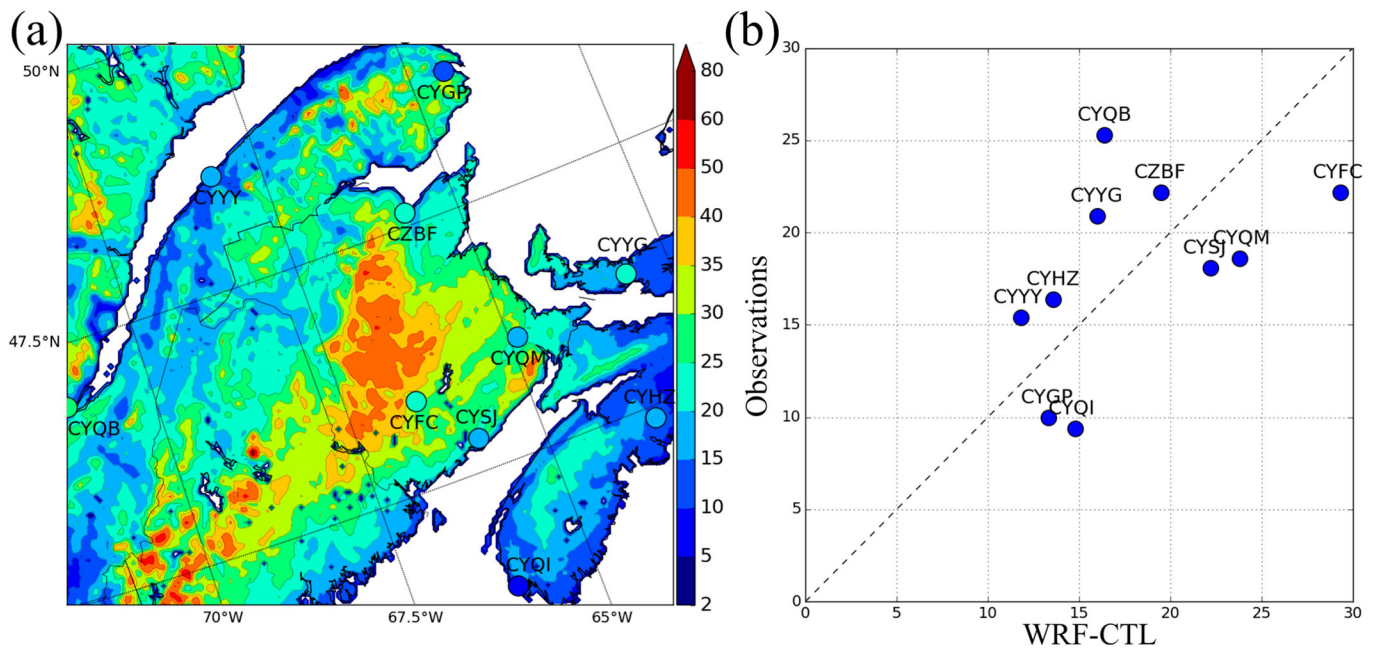 (a)
50°N
47.5°N
70°W
67.5°W
65°W
CYGP
CYYY
CZBF
CYYG
CYQM
CYHZ
CYQB
CYFC
CYSJ
CYQI
80
60
50
40
35
30
25
20
15
10
5
2
(b)
30
25
20
15
10
5
0
Observations
CYQB
CZBF
CYFC
CYYG
CYQM
CYSJ
CYHZ
CYYY
CYGP
CYQI
0
5
10
15
20
25
30
WRF-CTL